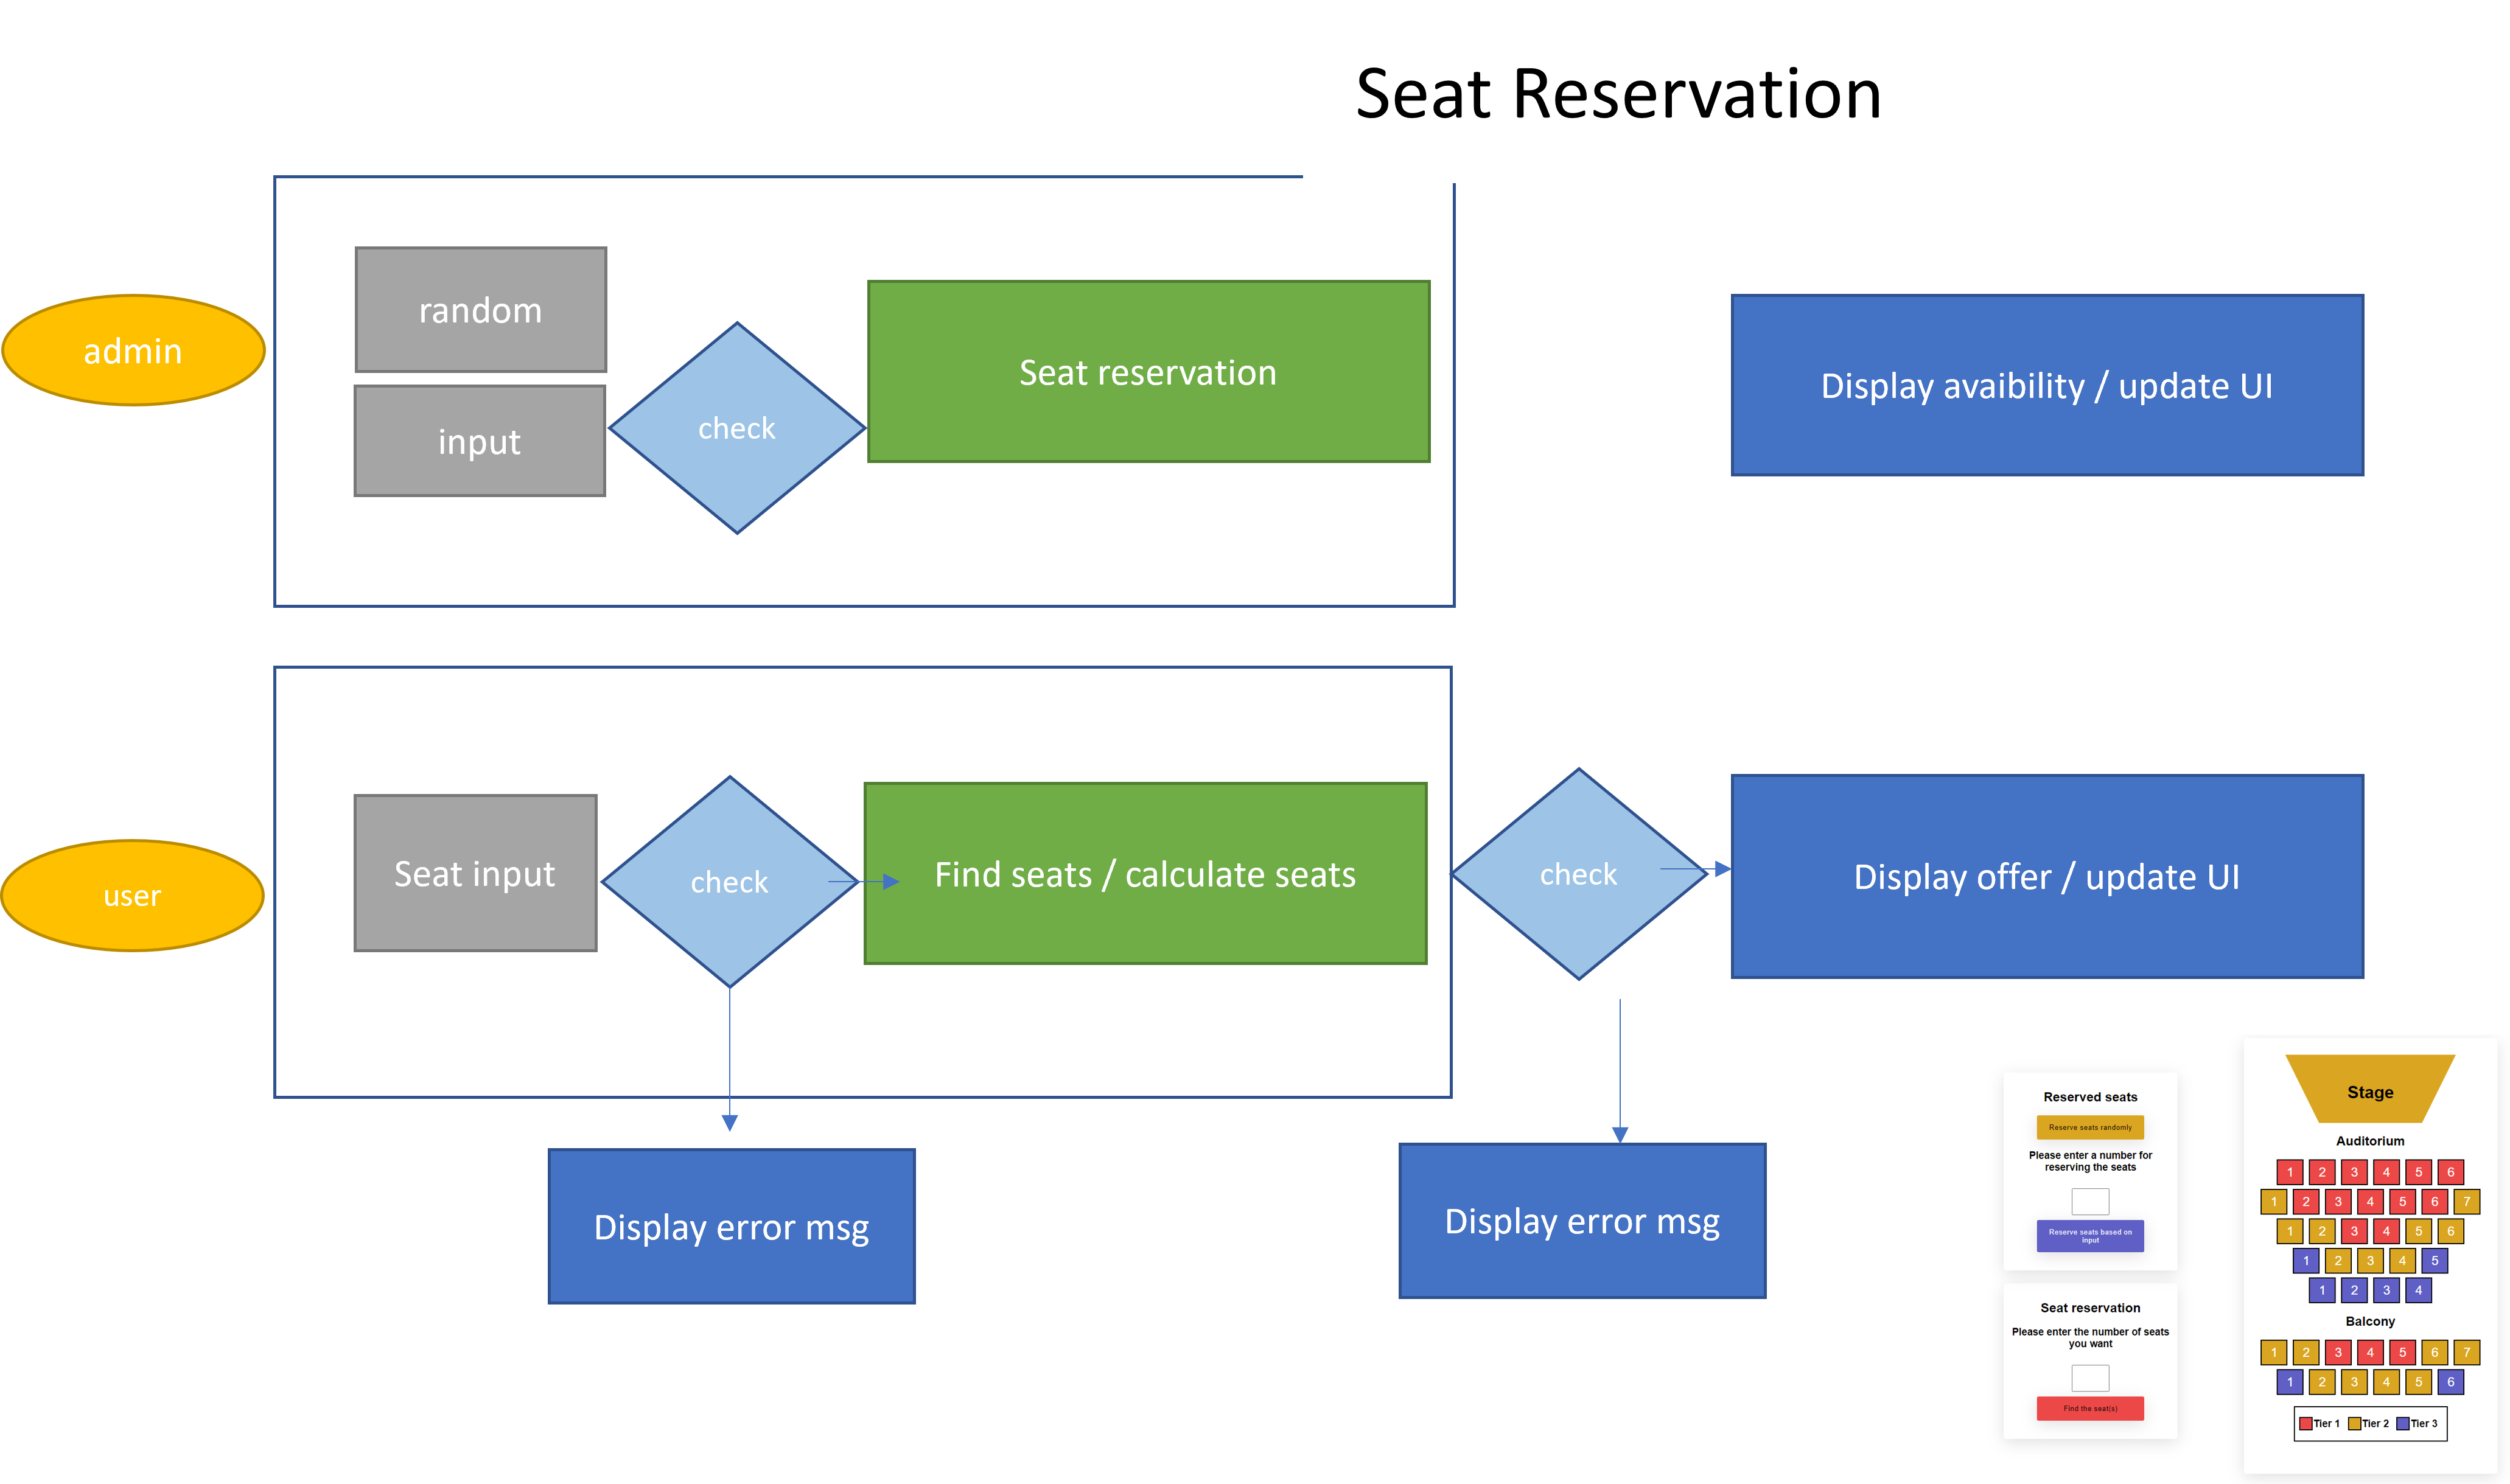 Seat Reservation
admin
random
input
check
Seat reservation
Display avaibility / update UI
user
Seat input
check
Find seats / calculate seats
check
Display offer / update UI
Display error msg
Display error msg
Reserved seats
Reserve seats randomly
Please enter a number for
reserving the seats
Reserve seats based on
input
Seat reservation
Please enter the number of seats
you want
Find the seat(s)
Stage
Auditorium
1 2 3 4 5 6
1 2 3 4 5 6 7
1 2 3 4 5 6
1 2 3 4 5
1 2 3 4
Balcony
1 2 3 4 5 6 7
1 2 3 4 5 6
Tier 1 Tier 2 Tier 3